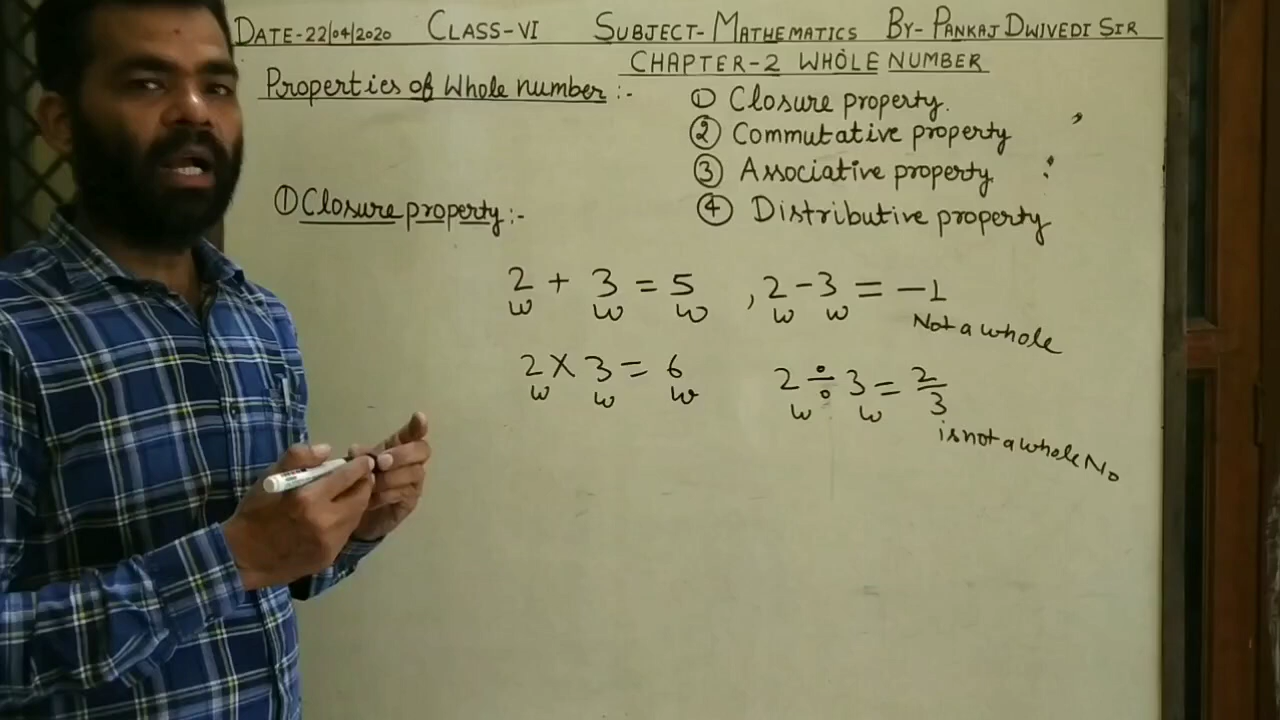 DATE-22/04/2020 CLASS-VI SUBJECT-MATHEMATICS BY-PANKAJ DWIVEDI SIR
CHAPTER-2 WHOLE NUMBER
Properties of Whole number:-
① Closure property.
② Commutative property
③ Associative property
④ Distributive property
① Closure property:-
2 + 3 = 5 , 2 - 3 = -1
w w w w w Not a whole
2 × 3 = 6 2 ÷ 3 = 2/3
w w w w w is not a whole No